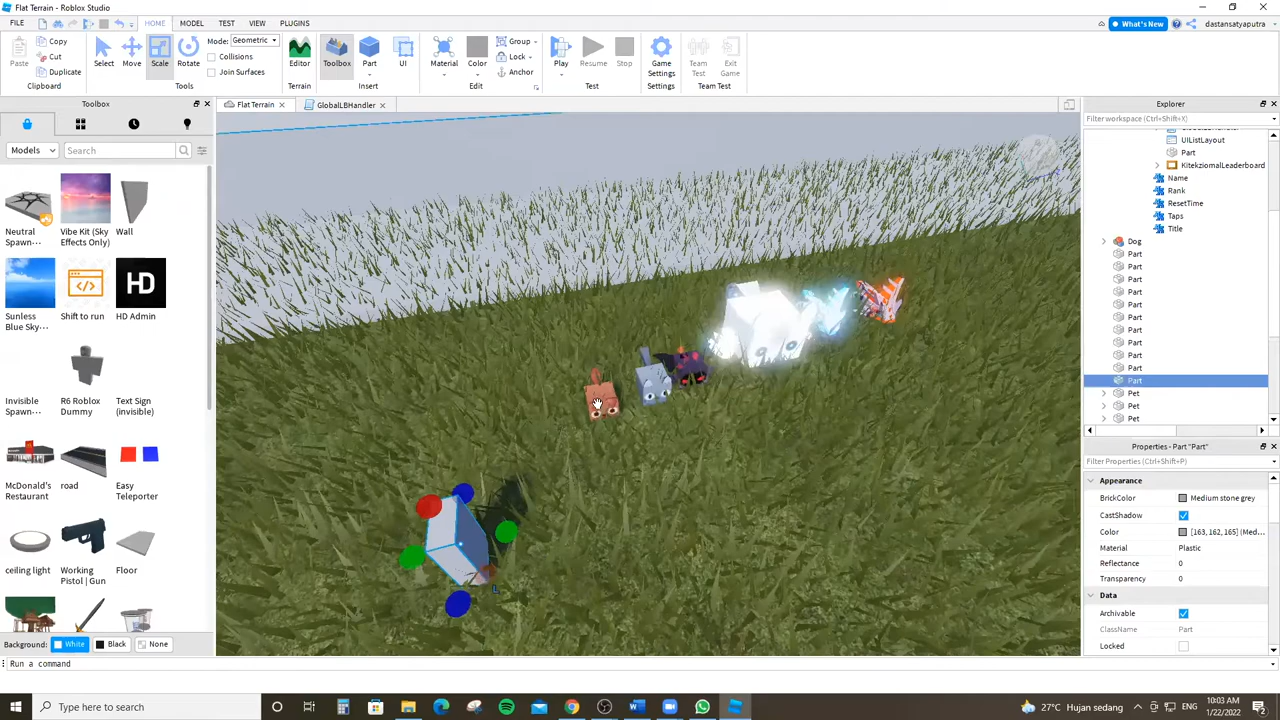 Flat Terrain - Roblox Studio
FILE HOME MODEL TEST VIEW PLUGINS
What's New dastansatyaputra
Paste Copy Cut Duplicate Clipboard
Select Move Scale Rotate Mode: Geometric Collisions Join Surfaces Tools
Editor Terrain
Toolbox Part UI Insert
Material Color Group Lock Anchor Edit
Play Resume Stop Test
Game Settings Settings
Team Test Exit Game Team Test
Toolbox
Flat Terrain GlobalLBHandler
Explorer
Filter workspace (Ctrl+Shift+X)
Models Search
Neutral Spawn···
Vibe Kit (Sky Effects Only)
Wall
Sunless Blue Sky···
Shift to run
HD
HD Admin
Invisible Spawn···
R6 Roblox Dummy
Text Sign (invisible)
McDonald's Restaurant
road
Easy Teleporter
ceiling light
Working Pistol | Gun
Floor
Background: White Black None
UIListLayout
Part
KitekziomalLeaderboard
Name
Rank
ResetTime
Taps
Title
Dog
Part
Part
Part
Part
Part
Part
Part
Part
Part
Part
Part
Pet
Pet
Pet
Properties - Part "Part"
Filter Properties (Ctrl+Shift+P)
Appearance
BrickColor Medium stone grey
CastShadow
Color [163, 162, 165] (Med...
Material Plastic
Reflectance 0
Transparency 0
Data
Archivable
ClassName Part
Locked
Run a command
Type here to search
27°C Hujan sedang
ENG
10:03 AM
1/22/2022